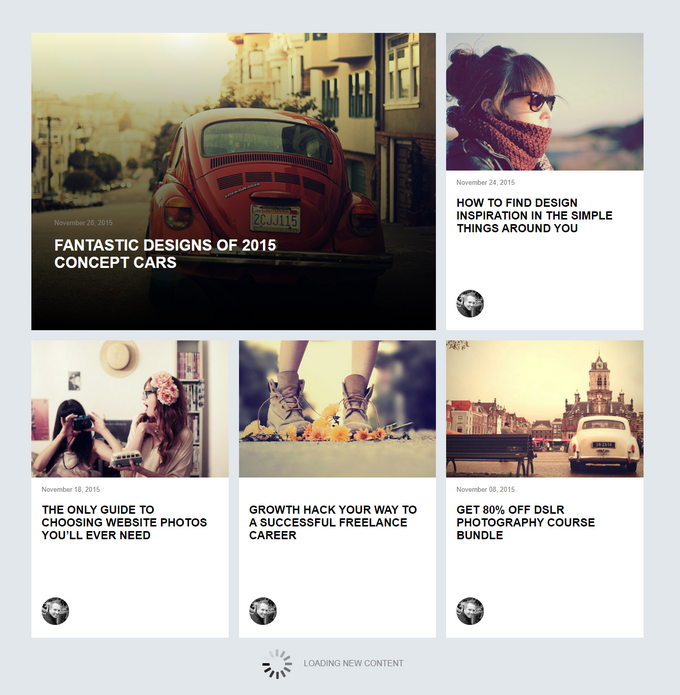 November 26, 2015
FANTASTIC DESIGNS OF 2015
CONCEPT CARS
2CJJ115
November 24, 2015
HOW TO FIND DESIGN
INSPIRATION IN THE SIMPLE
THINGS AROUND YOU
November 18, 2015
THE ONLY GUIDE TO
CHOOSING WEBSITE PHOTOS
YOU'LL EVER NEED
GROWTH HACK YOUR WAY TO
A SUCCESSFUL FREELANCE
CAREER
November 08, 2015
GET 80% OFF DSLR
PHOTOGRAPHY COURSE
BUNDLE
LOADING NEW CONTENT